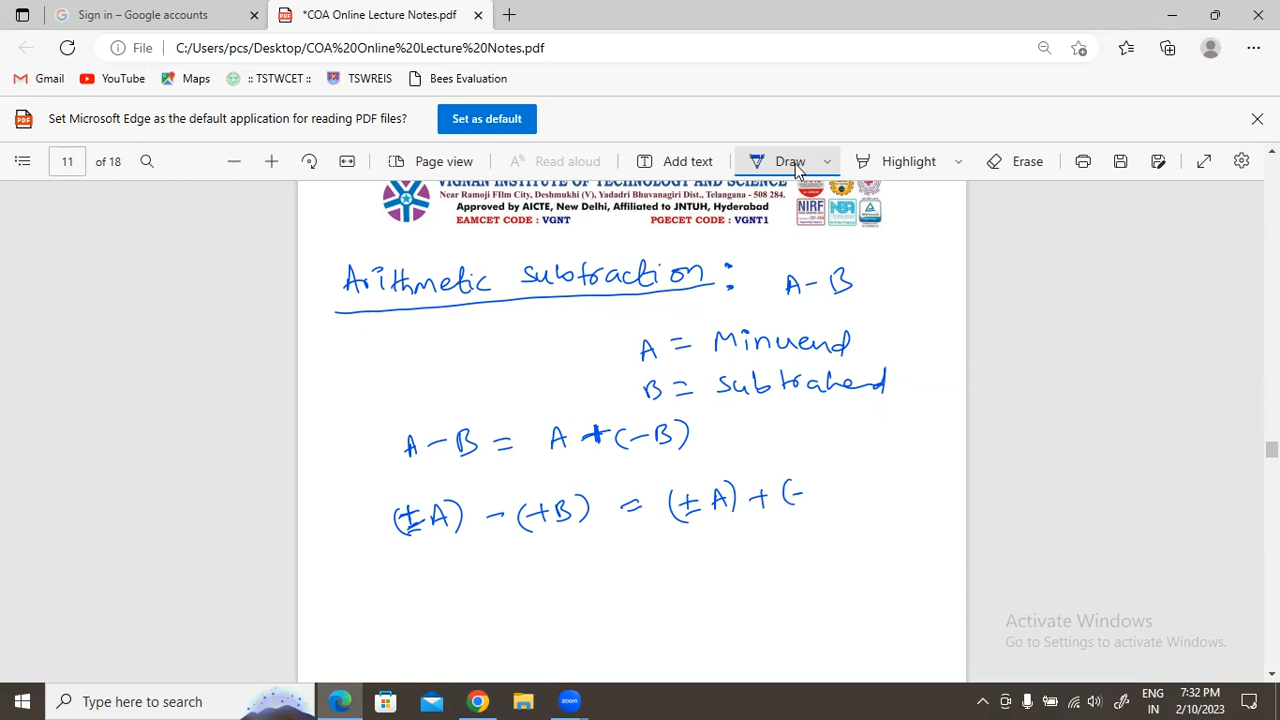 Sign in - Google accounts
*COA Online Lecture Notes.pdf
File C:/Users/pcs/Desktop/COA%20Online%20Lecture%20Notes.pdf
Gmail YouTube Maps :: TSTWCET :: TSWREIS Bees Evaluation
Set Microsoft Edge as the default application for reading PDF files? Set as default
11 of 18 Page view Read aloud Add text Draw Highlight Erase
VIGNAN INSTITUTE OF TECHNOLOGY AND SCIENCE
Near Ramoji FIlm City, Deshmukhi (V), Yadadri Bhuvanagiri Dist., Telangana - 508 284.
Approved by AICTE, New Delhi, Affiliated to JNTUH, Hyderabad
EAMCET CODE : VGNT PGECET CODE : VGNT1
NIRF NBA TÜV
Arithmetic subtraction : A - B
A = Minuend
B = subtrahend
A - B = A + (-B)
(±A) - (+B) = (±A) + (-
Activate Windows
Go to Settings to activate Windows.
Type here to search
zoom
ENG 7:32 PM
IN 2/10/2023